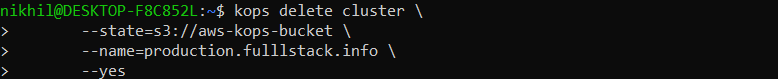 nikhil@DESKTOP-F8C852L:~$ kops delete cluster \
>       --state=s3://aws-kops-bucket \
>       --name=production.fulllstack.info \
>       --yes